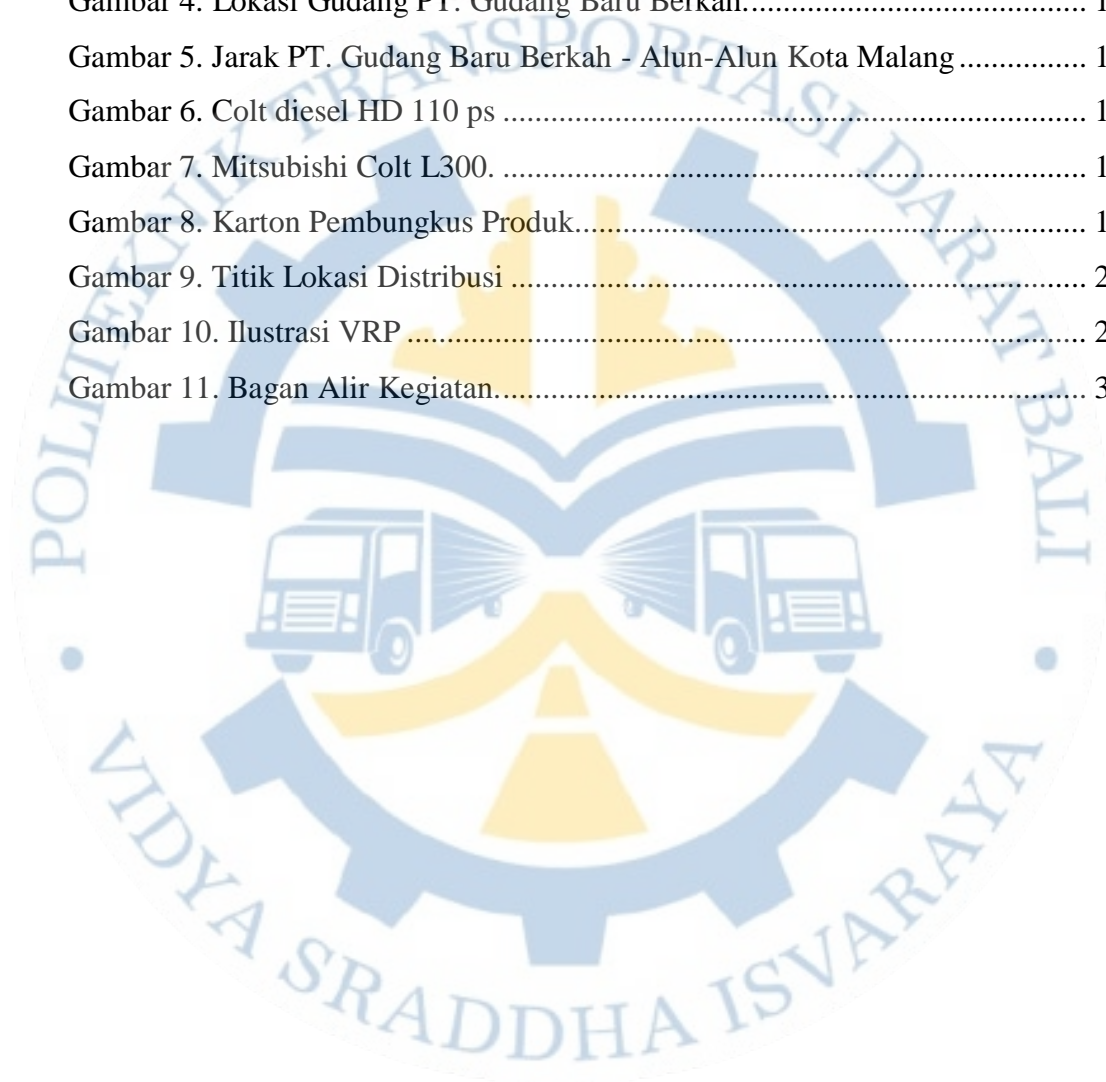 Gambar 4. Lokasi Gudang PT. Gudang Baru Berkah.............................................. 1
Gambar 5. Jarak PT. Gudang Baru Berkah - Alun-Alun Kota Malang................ 1
Gambar 6. Colt diesel HD 110 ps ........................................................................... 1
Gambar 7. Mitsubishi Colt L300. ........................................................................... 1
Gambar 8. Karton Pembungkus Produk................................................................. 1
Gambar 9. Titik Lokasi Distribusi .......................................................................... 2
Gambar 10. Ilustrasi VRP ....................................................................................... 2
Gambar 11. Bagan Alir Kegiatan............................................................................ 3
POLITEKNIK TRANSPORTASI DARAT BALI
• VIDYA SRADDHA ISVARAYA •